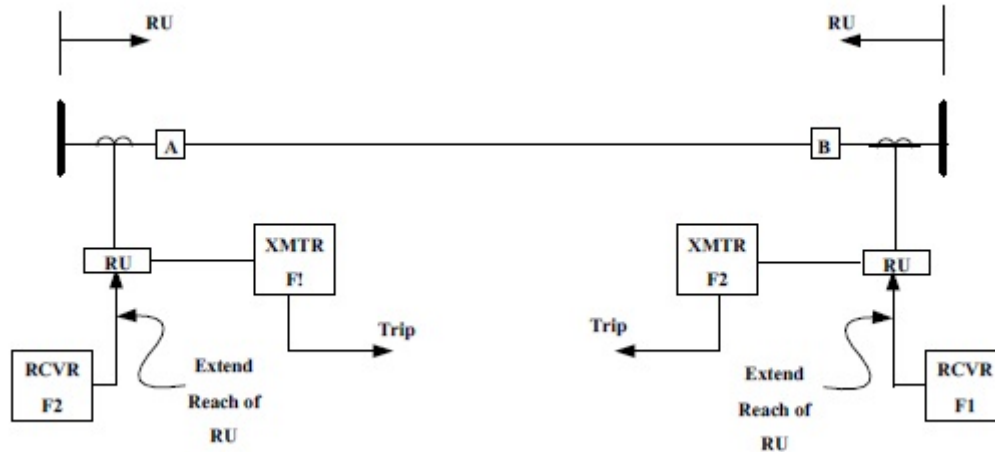 RU
RU
A
B
XMTR
F!
XMTR
F2
RU
RU
Trip
Trip
RCVR
F2
Extend
Reach of
RU
Extend
Reach of
RU
RCVR
F1